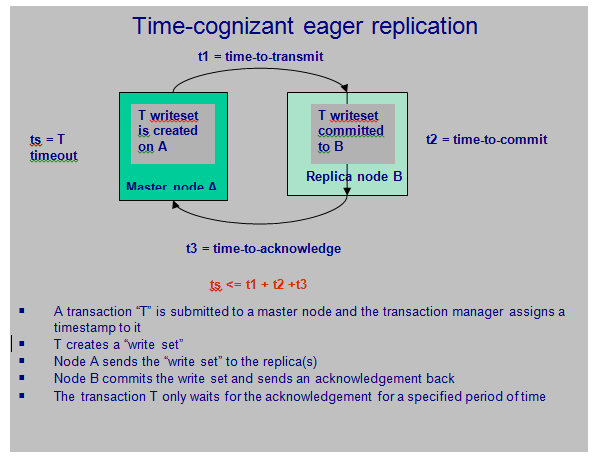 Time-cognizant eager replication
t1 = time-to-transmit
T writeset
is created
on A
Master node A
T writeset
committed
to B
Replica node B
ts = T
timeout
t2 = time-to-commit
t3 = time-to-acknowledge
ts <= t1 + t2 +t3
▪ A transaction “T” is submitted to a master node and the transaction manager assigns a
timestamp to it
▪ T creates a “write set”
▪ Node A sends the “write set” to the replica(s)
▪ Node B commits the write set and sends an acknowledgement back
▪ The transaction T only waits for the acknowledgement for a specified period of time